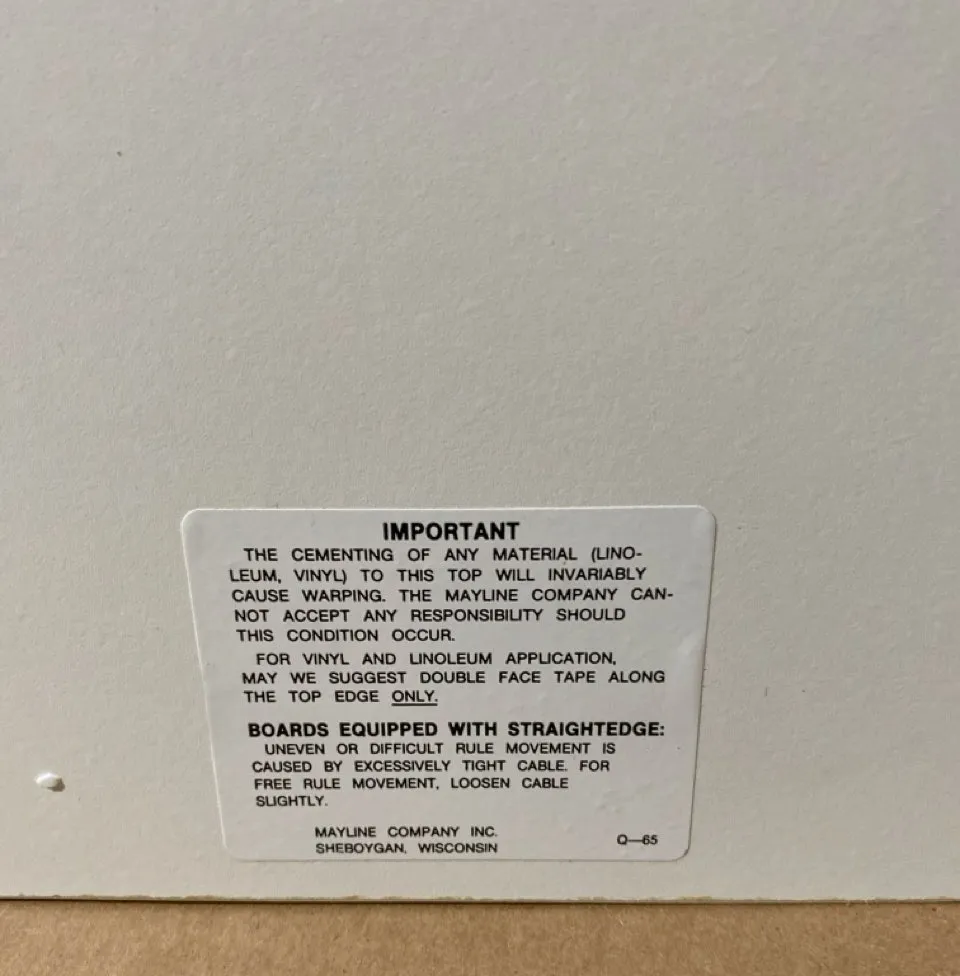 IMPORTANT
THE CEMENTING OF ANY MATERIAL (LINO-
LEUM, VINYL) TO THIS TOP WILL INVARIABLY
CAUSE WARPING. THE MAYLINE COMPANY CAN-
NOT ACCEPT ANY RESPONSIBILITY SHOULD
THIS CONDITION OCCUR.
FOR VINYL AND LINOLEUM APPLICATION,
MAY WE SUGGEST DOUBLE FACE TAPE ALONG
THE TOP EDGE ONLY.
BOARDS EQUIPPED WITH STRAIGHTEDGE:
UNEVEN OR DIFFICULT RULE MOVEMENT IS
CAUSED BY EXCESSIVELY TIGHT CABLE. FOR
FREE RULE MOVEMENT, LOOSEN CABLE
SLIGHTLY.
MAYLINE COMPANY INC.
SHEBOYGAN, WISCONSIN
Q—65